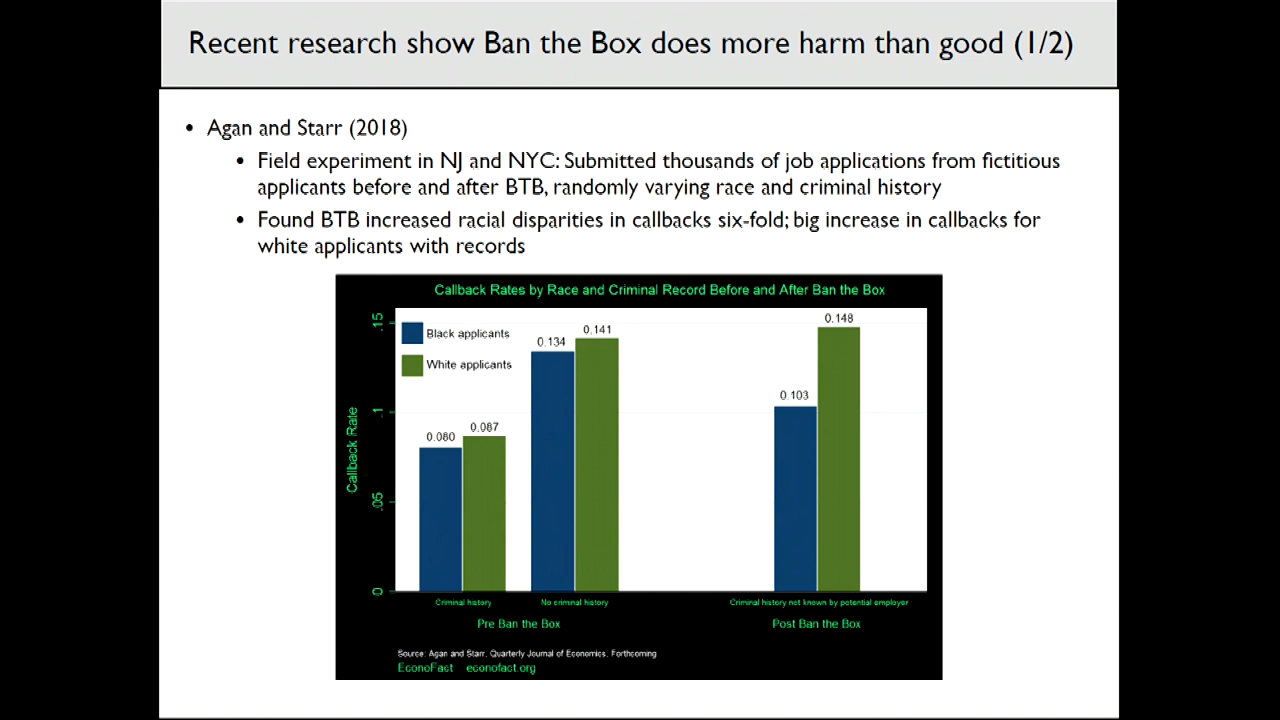 Recent research show Ban the Box does more harm than good (1/2)
• Agan and Starr (2018)
• Field experiment in NJ and NYC: Submitted thousands of job applications from fictitious
applicants before and after BTB, randomly varying race and criminal history
• Found BTB increased racial disparities in callbacks six-fold; big increase in callbacks for
white applicants with records
Callback Rates by Race and Criminal Record Before and After Ban the Box
Callback Rate
.15
.1
.05
0
Black applicants
White applicants
0.080
0.087
0.134
0.141
0.103
0.148
Criminal history
No criminal history
Criminal history not known by potential employer
Pre Ban the Box
Post Ban the Box
Source: Agan and Starr, Quarterly Journal of Economics, Forthcoming
EconoFact econofact.org